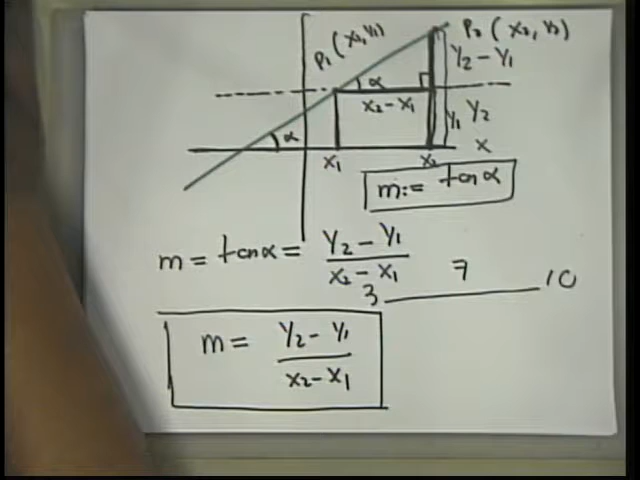 P₁ (x₁, y₁)
P₂ (x₂, y₂)
y₂ - y₁
α
x₂ - x₁
y₁ y₂
α
x
x₁
x₂
m := tan α
m = tan α = y₂ - y₁ / x₂ - x₁
3 7 10
m = y₂ - y₁ / x₂ - x₁